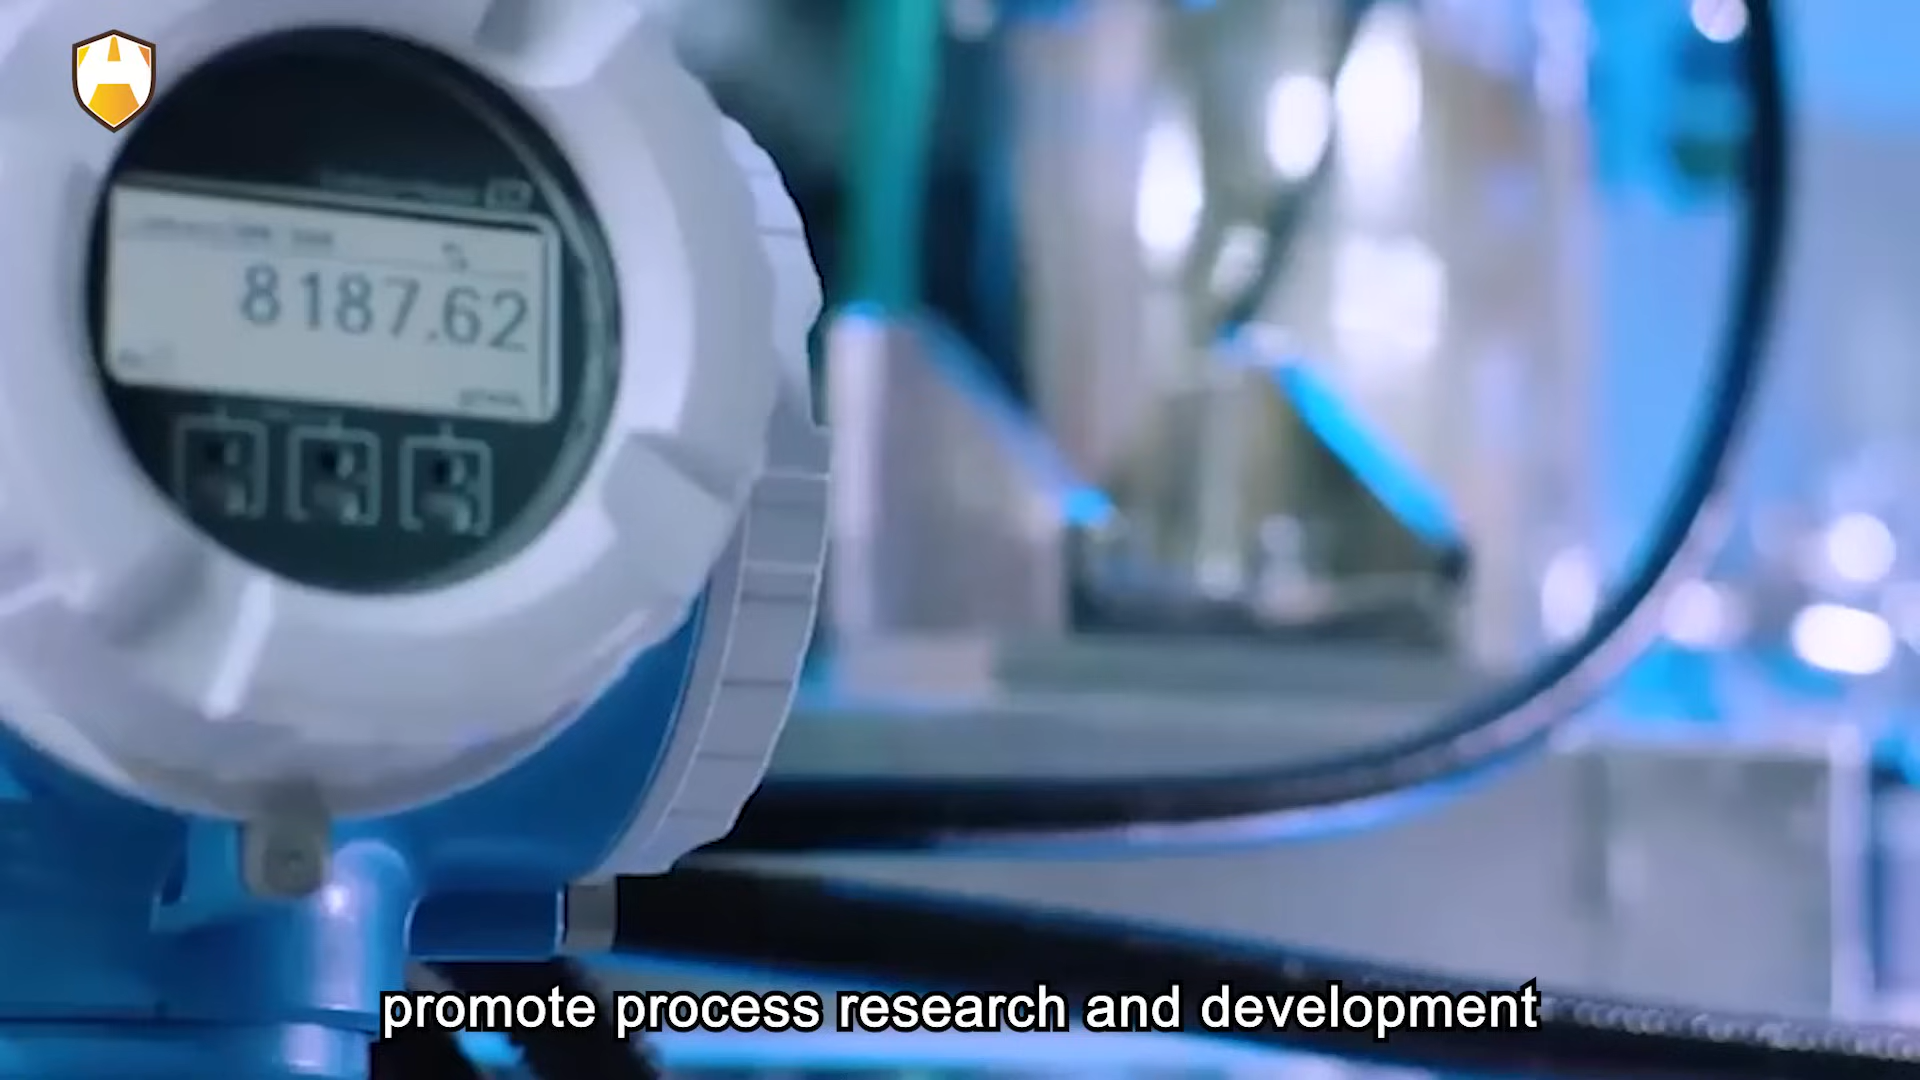 8187.62
promote process research and development